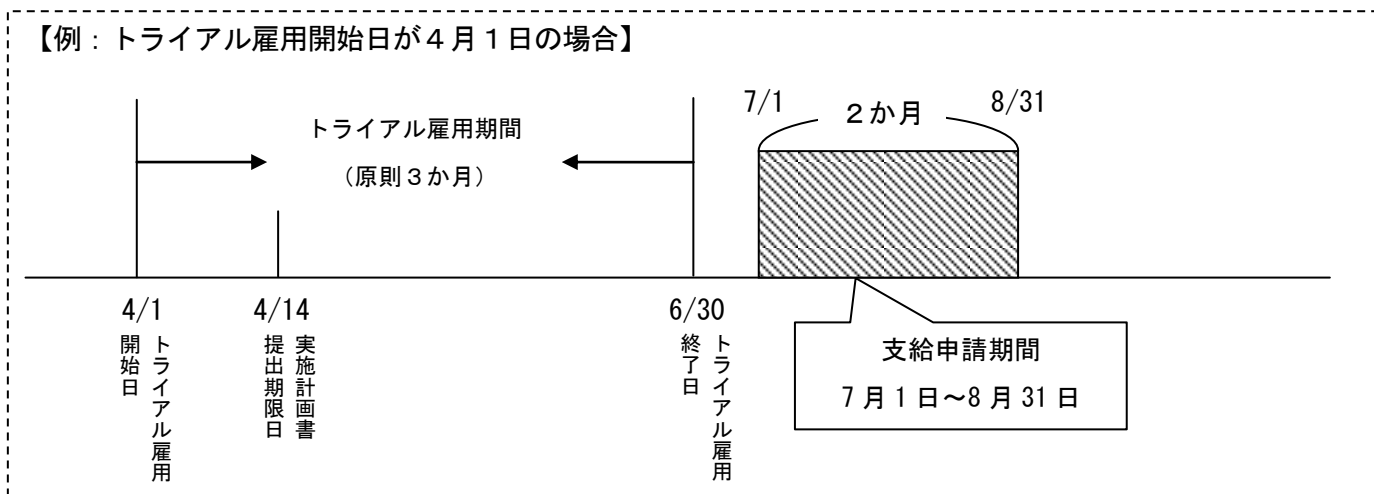 【例：トライアル雇用開始日が４月１日の場合】
7/1
２か月
8/31
トライアル雇用期間
（原則３か月）
4/1
4/14
6/30
トライアル雇用
開始日
実施計画書
提出期限日
トライアル雇用
終了日
支給申請期間
7月1日～8月31日